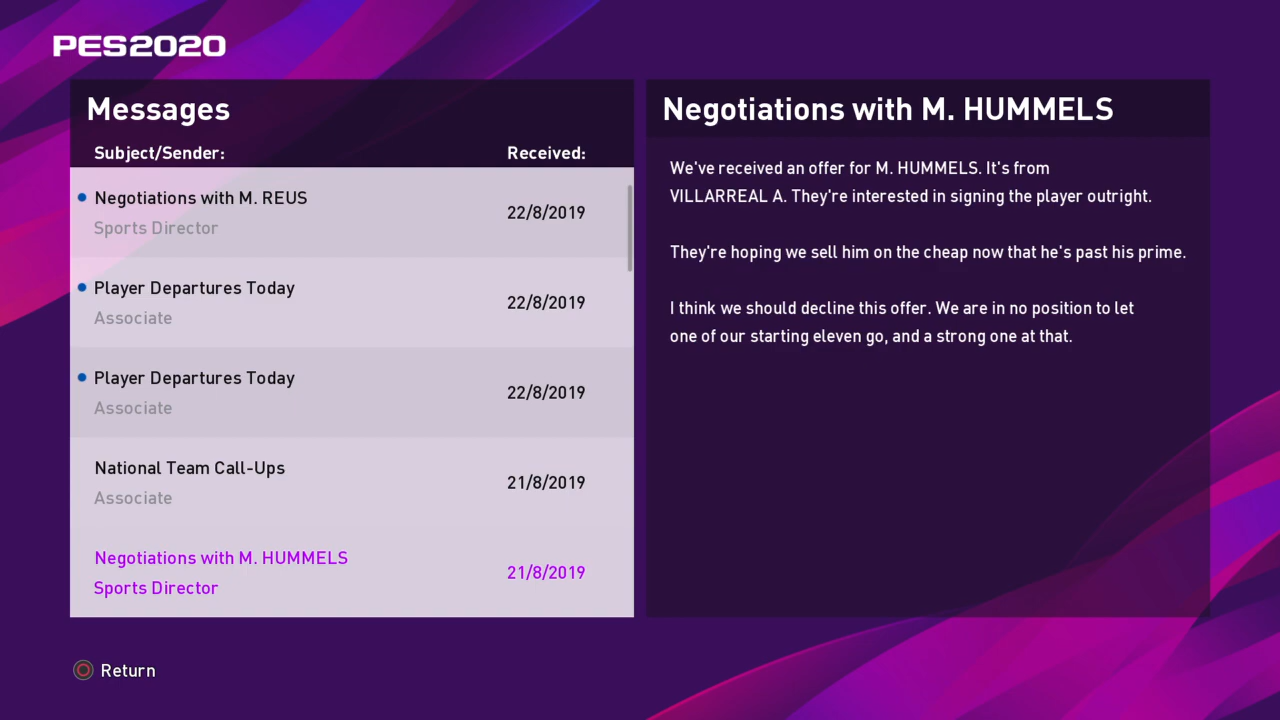 PES2020
Messages
Subject/Sender:
Received:
Negotiations with M. REUS
Sports Director
22/8/2019
Player Departures Today
Associate
22/8/2019
Player Departures Today
Associate
22/8/2019
National Team Call-Ups
Associate
21/8/2019
Negotiations with M. HUMMELS
Sports Director
21/8/2019
Negotiations with M. HUMMELS
We've received an offer for M. HUMMELS. It's from
VILLARREAL A. They're interested in signing the player outright.
They're hoping we sell him on the cheap now that he's past his prime.
I think we should decline this offer. We are in no position to let
one of our starting eleven go, and a strong one at that.
Return